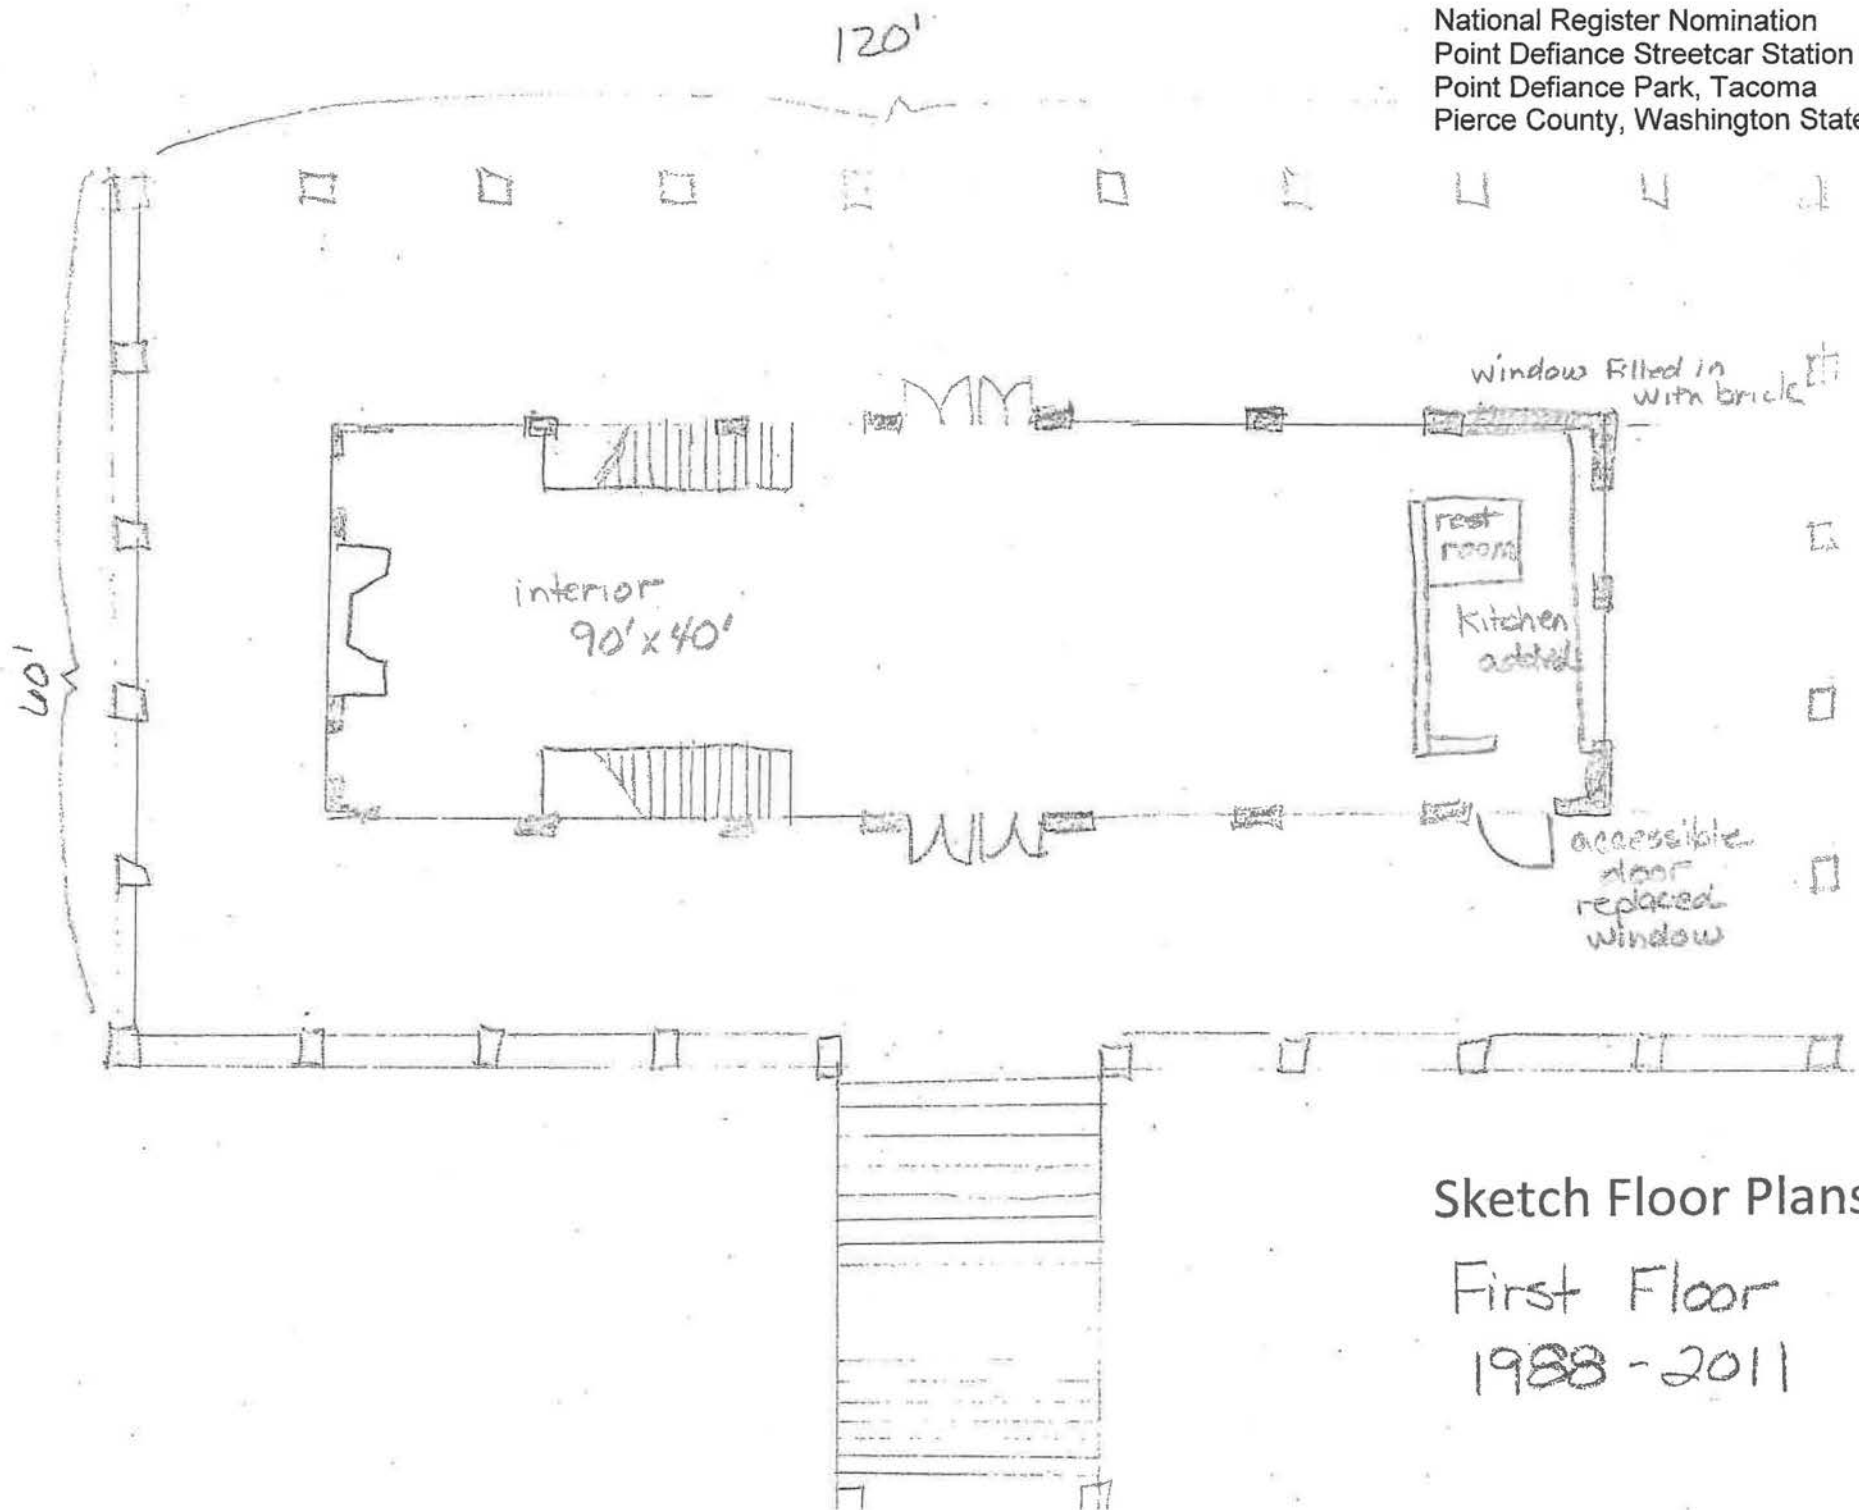 120'
National Register Nomination
Point Defiance Streetcar Station
Point Defiance Park, Tacoma
Pierce County, Washington State
window filled in
with brick
rest
room
interior
90' x 40'
Kitchen
added
60'
accessible
door
replaced
window
Sketch Floor Plans
First Floor
1988 - 2011